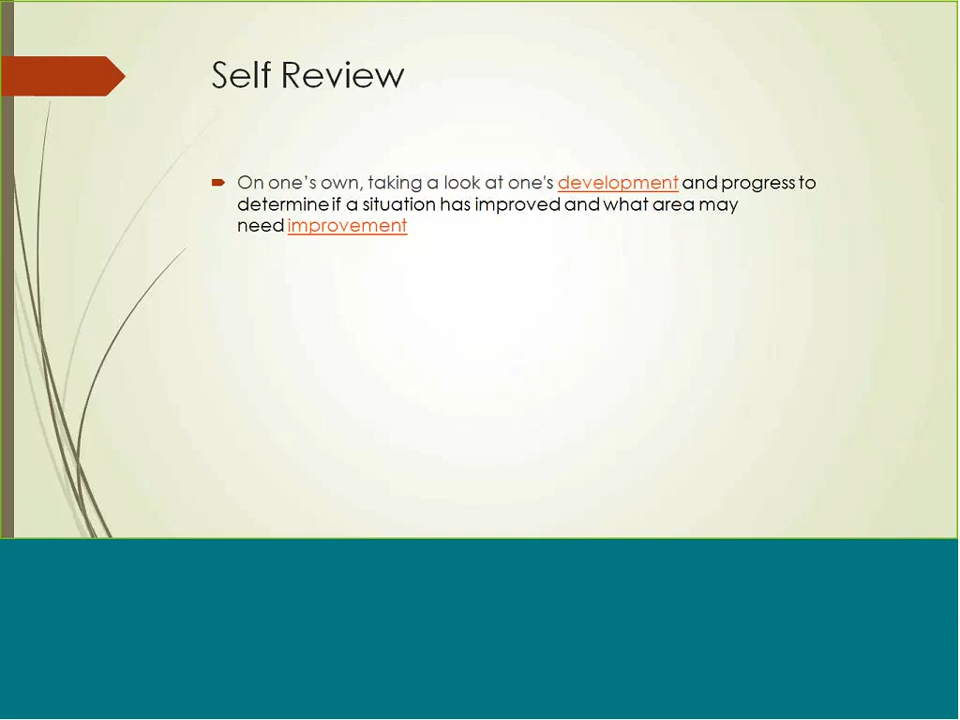 Self Review
On one’s own, taking a look at one's development and progress to
determine if a situation has improved and what area may
need improvement